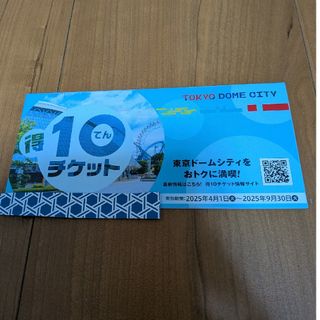 TOKYO DOME CITY
得10てん
チケット
東京ドームシティを
おトクに満喫!
最新情報はこちら! 得10チケット情報サイト
有効期間: 2025年4月1日火~2025年9月30日火